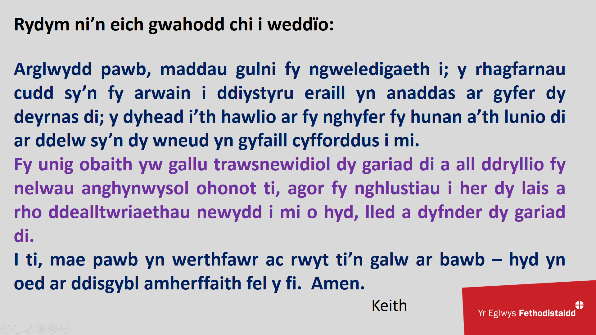 Rydym ni’n eich gwahodd chi i weddïo:
Arglwydd pawb, maddau gulni fy ngweledigaeth i; y rhagfarnau
cudd sy’n fy arwain i ddiystyru eraill yn anaddas ar gyfer dy
deyrnas di; y dyhead i’th hawlio ar fy nghyfer fy hunan a’th lunio di
ar ddelw sy’n dy wneud yn gyfaill cyfforddus i mi.
Fy unig obaith yw gallu trawsnewidiol dy gariad di a all ddryllio fy
nelwau anghynwysol ohonot ti, agor fy nghlustiau i her dy lais a
rho ddealltwriaethau newydd i mi o hyd, lled a dyfnder dy gariad
di.
I ti, mae pawb yn werthfawr ac rwyt ti’n galw ar bawb – hyd yn
oed ar ddisgybl amherffaith fel y fi. Amen.
Keith
Yr Eglwys Fethodistaidd